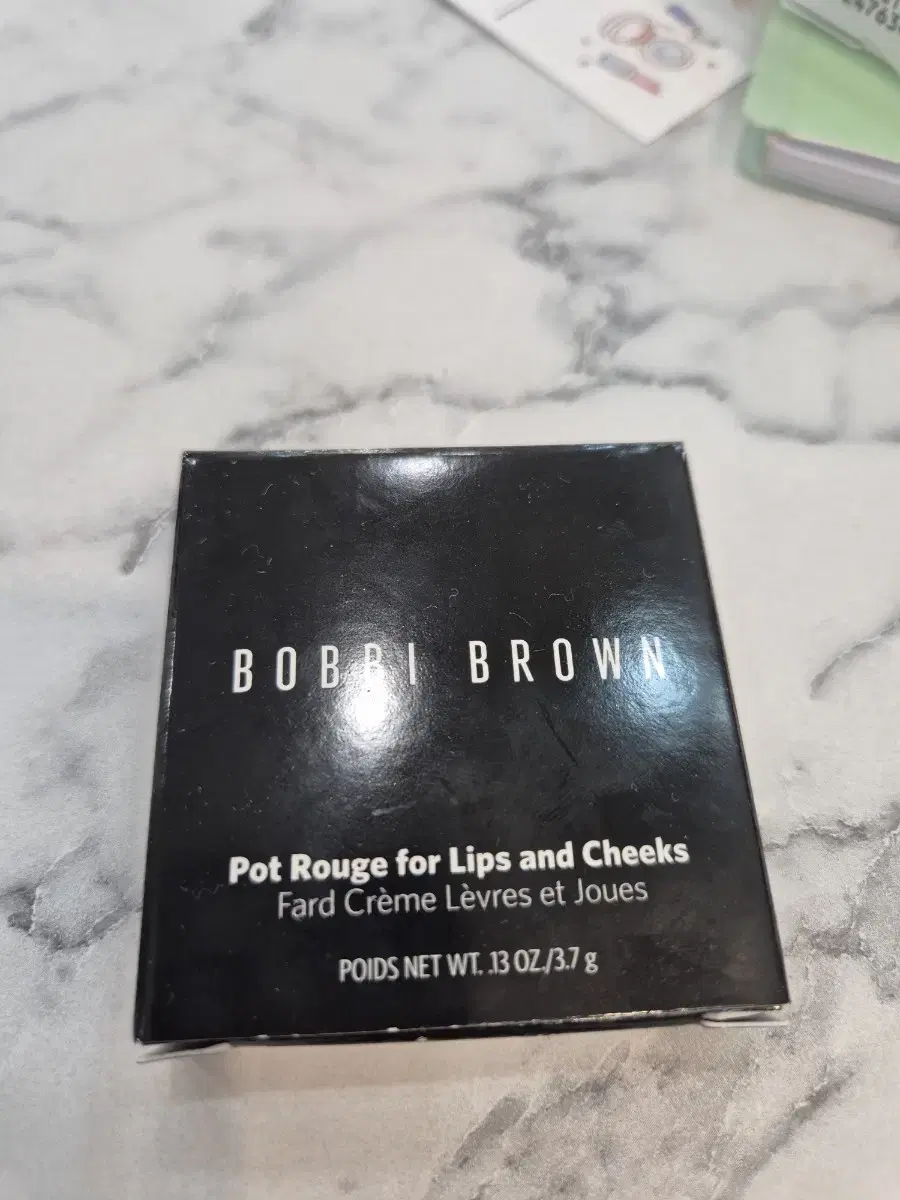 BOBBI BROWN
Pot Rouge for Lips and Cheeks
Fard Crème Lèvres et Joues
POIDS NET WT. .13 OZ./3.7 g